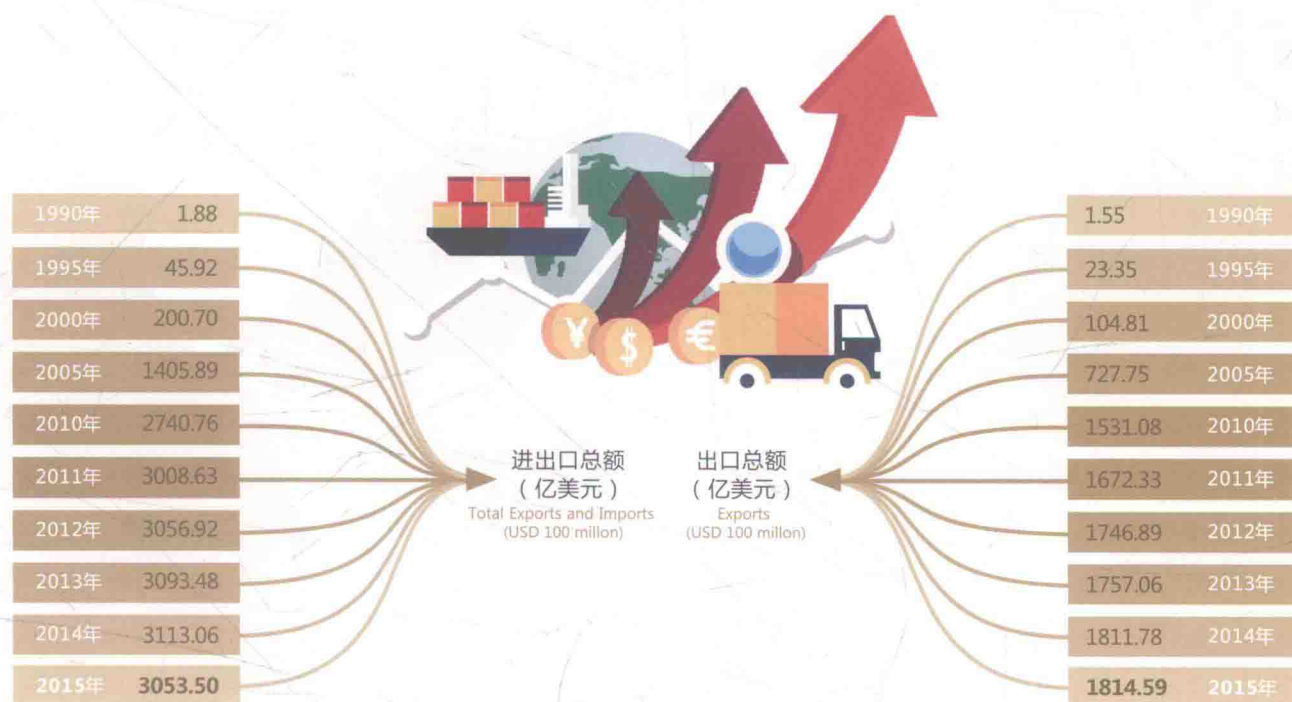 1990年 1.88
1995年 45.92
2000年 200.70
2005年 1405.89
2010年 2740.76
2011年 3008.63
2012年 3056.92
2013年 3093.48
2014年 3113.06
2015年 3053.50
¥ $ €
进出口总额
（亿美元）
Total Exports and Imports
(USD 100 millon)
出口总额
（亿美元）
Exports
(USD 100 millon)
1.55 1990年
23.35 1995年
104.81 2000年
727.75 2005年
1531.08 2010年
1672.33 2011年
1746.89 2012年
1757.06 2013年
1811.78 2014年
1814.59 2015年